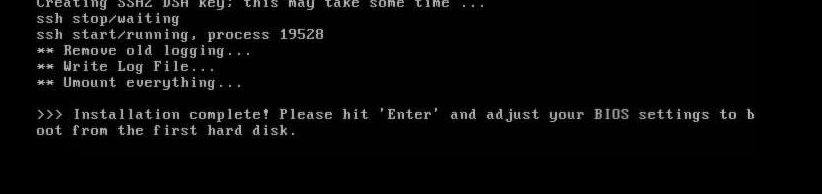 Creating SSH2 DSA key; this may take some time ...
ssh stop/waiting
ssh start/running, process 19528
** Remove old logging...
** Write Log File...
** Umount everything...
>>> Installation complete! Please hit 'Enter' and adjust your BIOS settings to b
oot from the first hard disk.